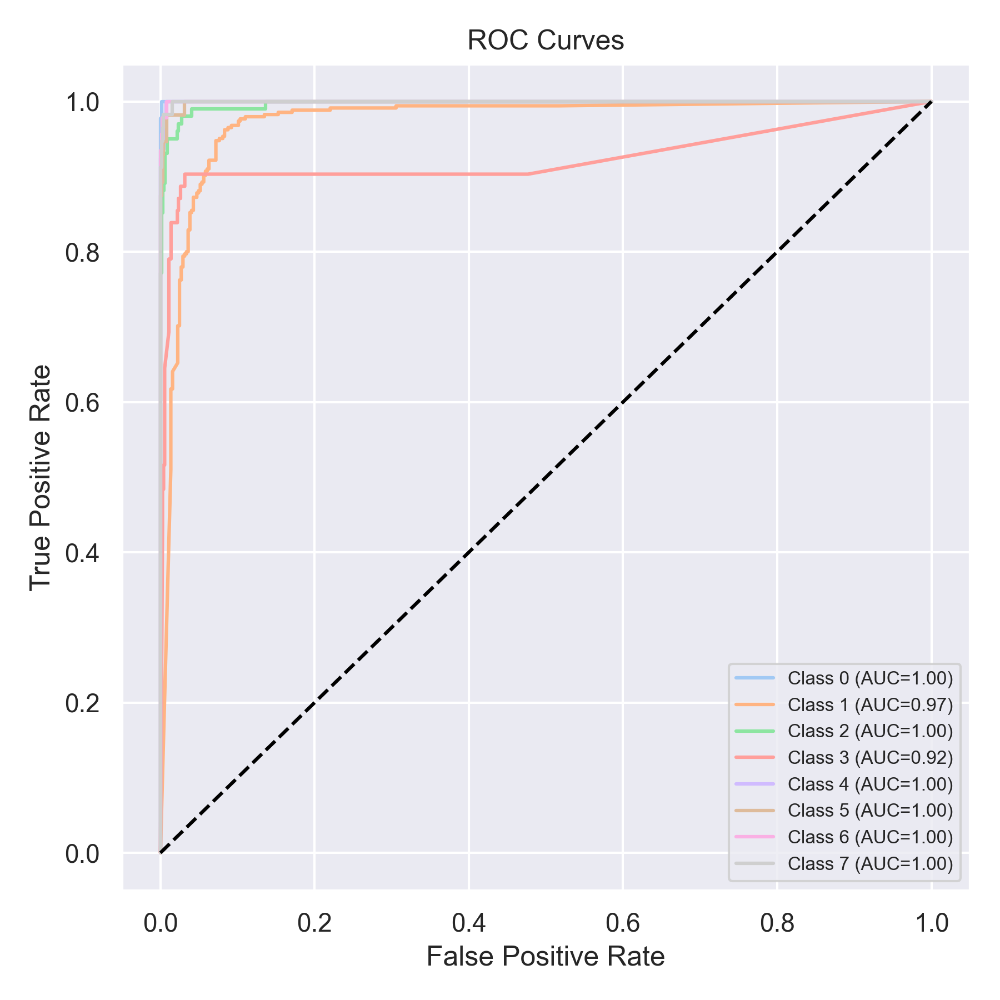 ROC Curves
True Positive Rate
1.0
0.8
0.6
0.4
0.2
0.0
0.0 0.2 0.4 0.6 0.8 1.0
False Positive Rate
Class 0 (AUC=1.00)
Class 1 (AUC=0.97)
Class 2 (AUC=1.00)
Class 3 (AUC=0.92)
Class 4 (AUC=1.00)
Class 5 (AUC=1.00)
Class 6 (AUC=1.00)
Class 7 (AUC=1.00)